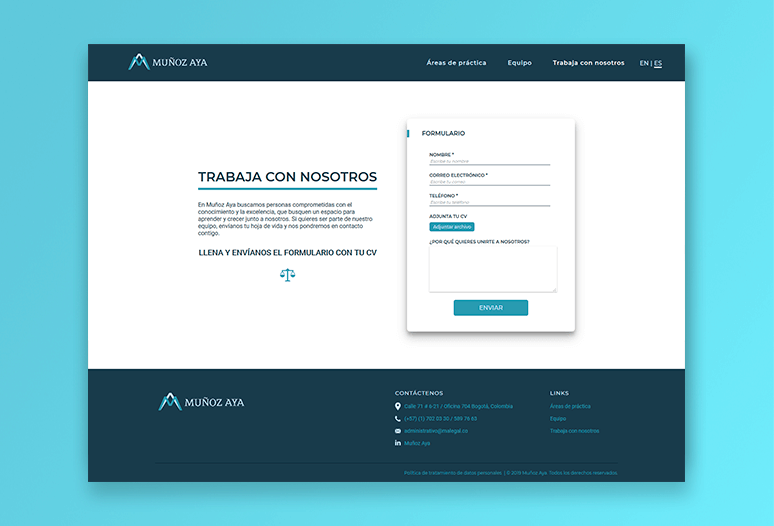 MUÑOZ AYA
Áreas de práctica
Equipo
Trabaja con nosotros
EN | ES
TRABAJA CON NOSOTROS
En Muñoz Aya buscamos personas comprometidas con el
conocimiento y la excelencia, que busquen un espacio para
aprender y crecer junto a nosotros. Si quieres ser parte de nuestro
equipo, envíanos tu hoja de vida y nos pondremos en contacto
contigo.
LLENA Y ENVÍANOS EL FORMULARIO CON TU CV
FORMULARIO
NOMBRE *
Escribe tu nombre
CORREO ELECTRÓNICO *
Escribe tu correo
TELÉFONO *
Escribe tu teléfono
ADJUNTA TU CV
Adjuntar archivo
¿POR QUÉ QUIERES UNIRTE A NOSOTROS?
ENVIAR
MUÑOZ AYA
CONTÁCTENOS
Calle 71 # 6-21 / Oficina 704 Bogotá, Colombia
(+57) (1) 702 03 30 / 589 76 63
administrativo@malegal.co
Muñoz Aya
LINKS
Áreas de práctica
Equipo
Trabaja con nosotros
Política de tratamiento de datos personales | © 2019 Muñoz Aya. Todos los derechos reservados.